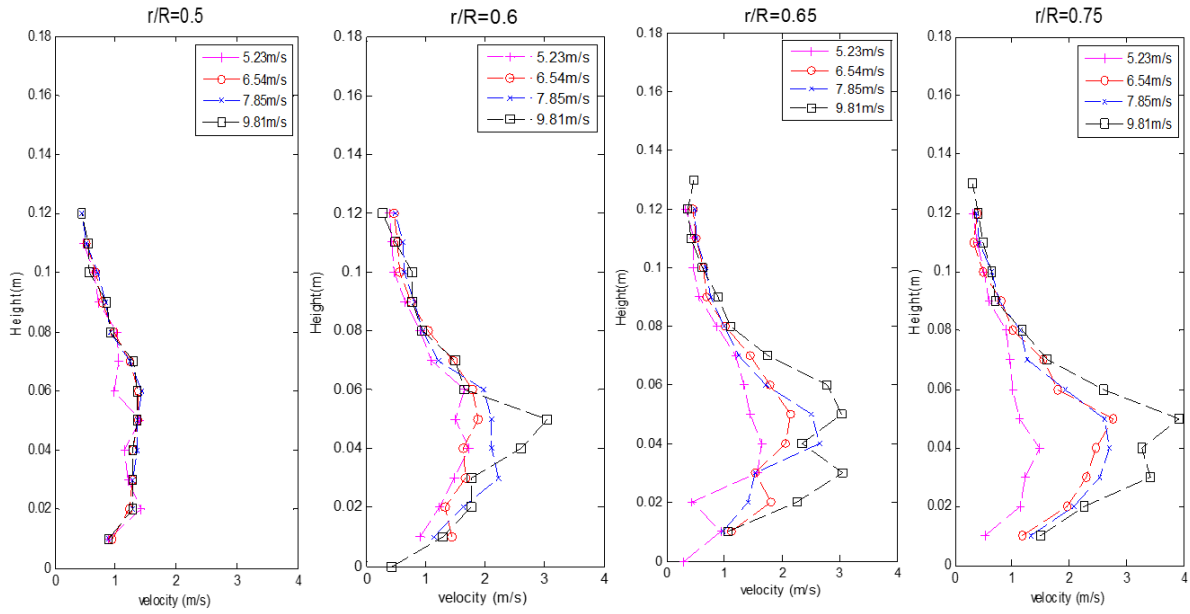 r/R=0.5
5.23m/s
6.54m/s
7.85m/s
9.81m/s
0.18
0.16
0.14
0.12
0.1
0.08
0.06
0.04
0.02
0
Height(m)
0 1 2 3 4
velocity (m/s)
r/R=0.6
5.23m/s
6.54m/s
7.85m/s
9.81m/s
0.18
0.16
0.14
0.12
0.1
0.08
0.06
0.04
0.02
0
Height(m)
0 1 2 3 4
velocity (m/s)
r/R=0.65
5.23m/s
6.54m/s
7.85m/s
9.81m/s
0.18
0.16
0.14
0.12
0.1
0.08
0.06
0.04
0.02
0
Height(m)
0 1 2 3 4
velocity (m/s)
r/R=0.75
5.23m/s
6.54m/s
7.85m/s
9.81m/s
0.18
0.16
0.14
0.12
0.1
0.08
0.06
0.04
0.02
0
Height(m)
0 1 2 3 4
velocity (m/s)